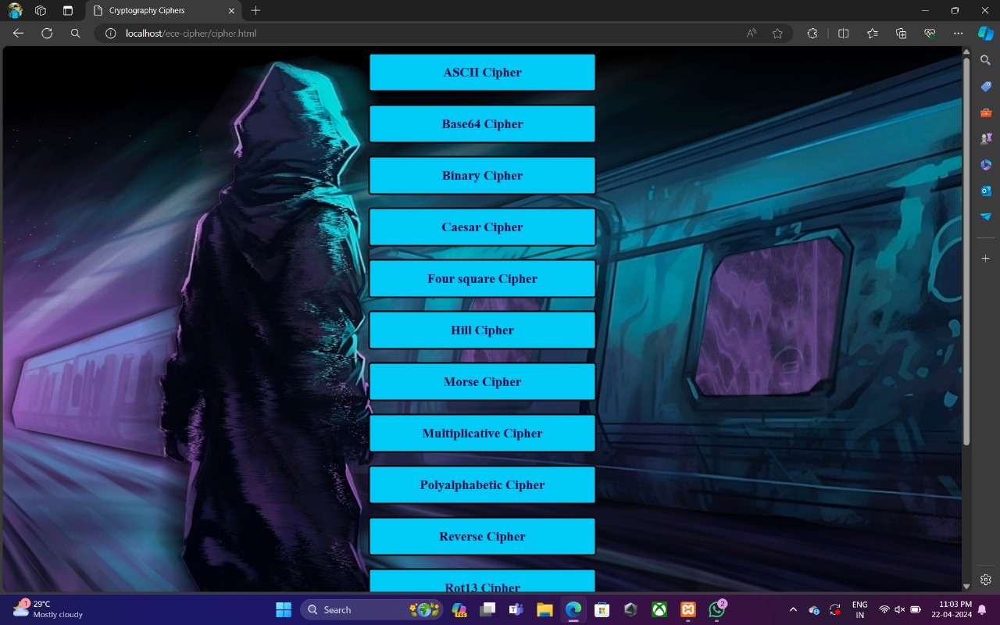 Cryptography Ciphers
localhost/ece-cipher/cipher.html
ASCII Cipher
Base64 Cipher
Binary Cipher
Caesar Cipher
Four square Cipher
Hill Cipher
Morse Cipher
Multiplicative Cipher
Polyalphabetic Cipher
Reverse Cipher
Rot13 Cipher
1
29°C
Mostly cloudy
Search
PRE
2
ENG
IN
11:03 PM
22-04-2024